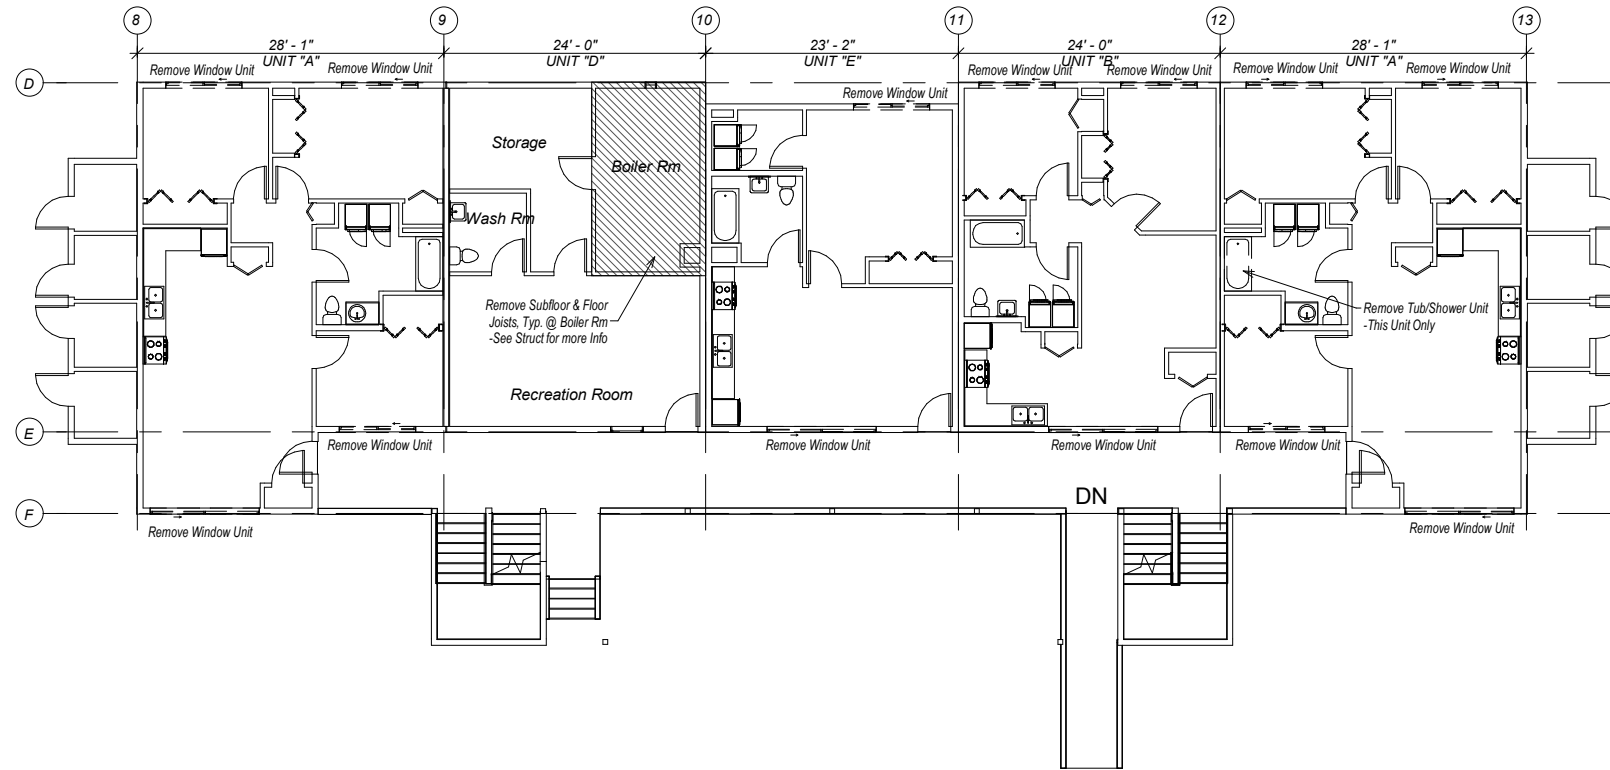 8
9
10
11
12
13
28' - 1"
UNIT "A"
24' - 0"
UNIT "D"
23' - 2"
UNIT "E"
24' - 0"
UNIT "B"
28' - 1"
UNIT "A"
D
Remove Window Unit
Remove Window Unit
Remove Window Unit
Remove Window Unit
Remove Window Unit
Remove Window Unit
Remove Window Unit
Storage
Boiler Rm
Wash Rm
Remove Subfloor & Floor
Joists, Typ. @ Boiler Rm
-See Struct for more Info
Remove Tub/Shower Unit
-This Unit Only
Recreation Room
E
Remove Window Unit
Remove Window Unit
Remove Window Unit
Remove Window Unit
DN
F
Remove Window Unit
Remove Window Unit